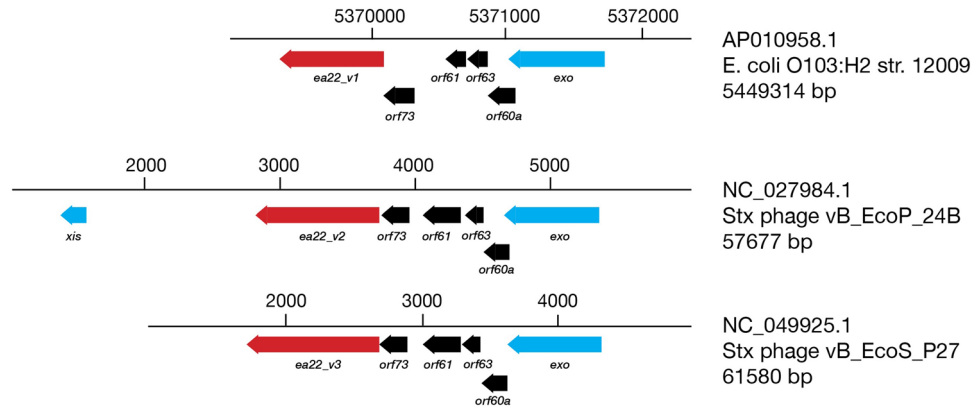 5370000 5371000 5372000
AP010958.1
E. coli O103:H2 str. 12009
5449314 bp
ea22_v1 orf61 orf63 exo
orf73 orf60a
2000 3000 4000 5000
NC_027984.1
Stx phage vB_EcoP_24B
57677 bp
xis ea22_v2 orf73 orf61 orf63 exo
orf60a
2000 3000 4000
NC_049925.1
Stx phage vB_EcoS_P27
61580 bp
ea22_v3 orf73 orf61 orf63 exo
orf60a